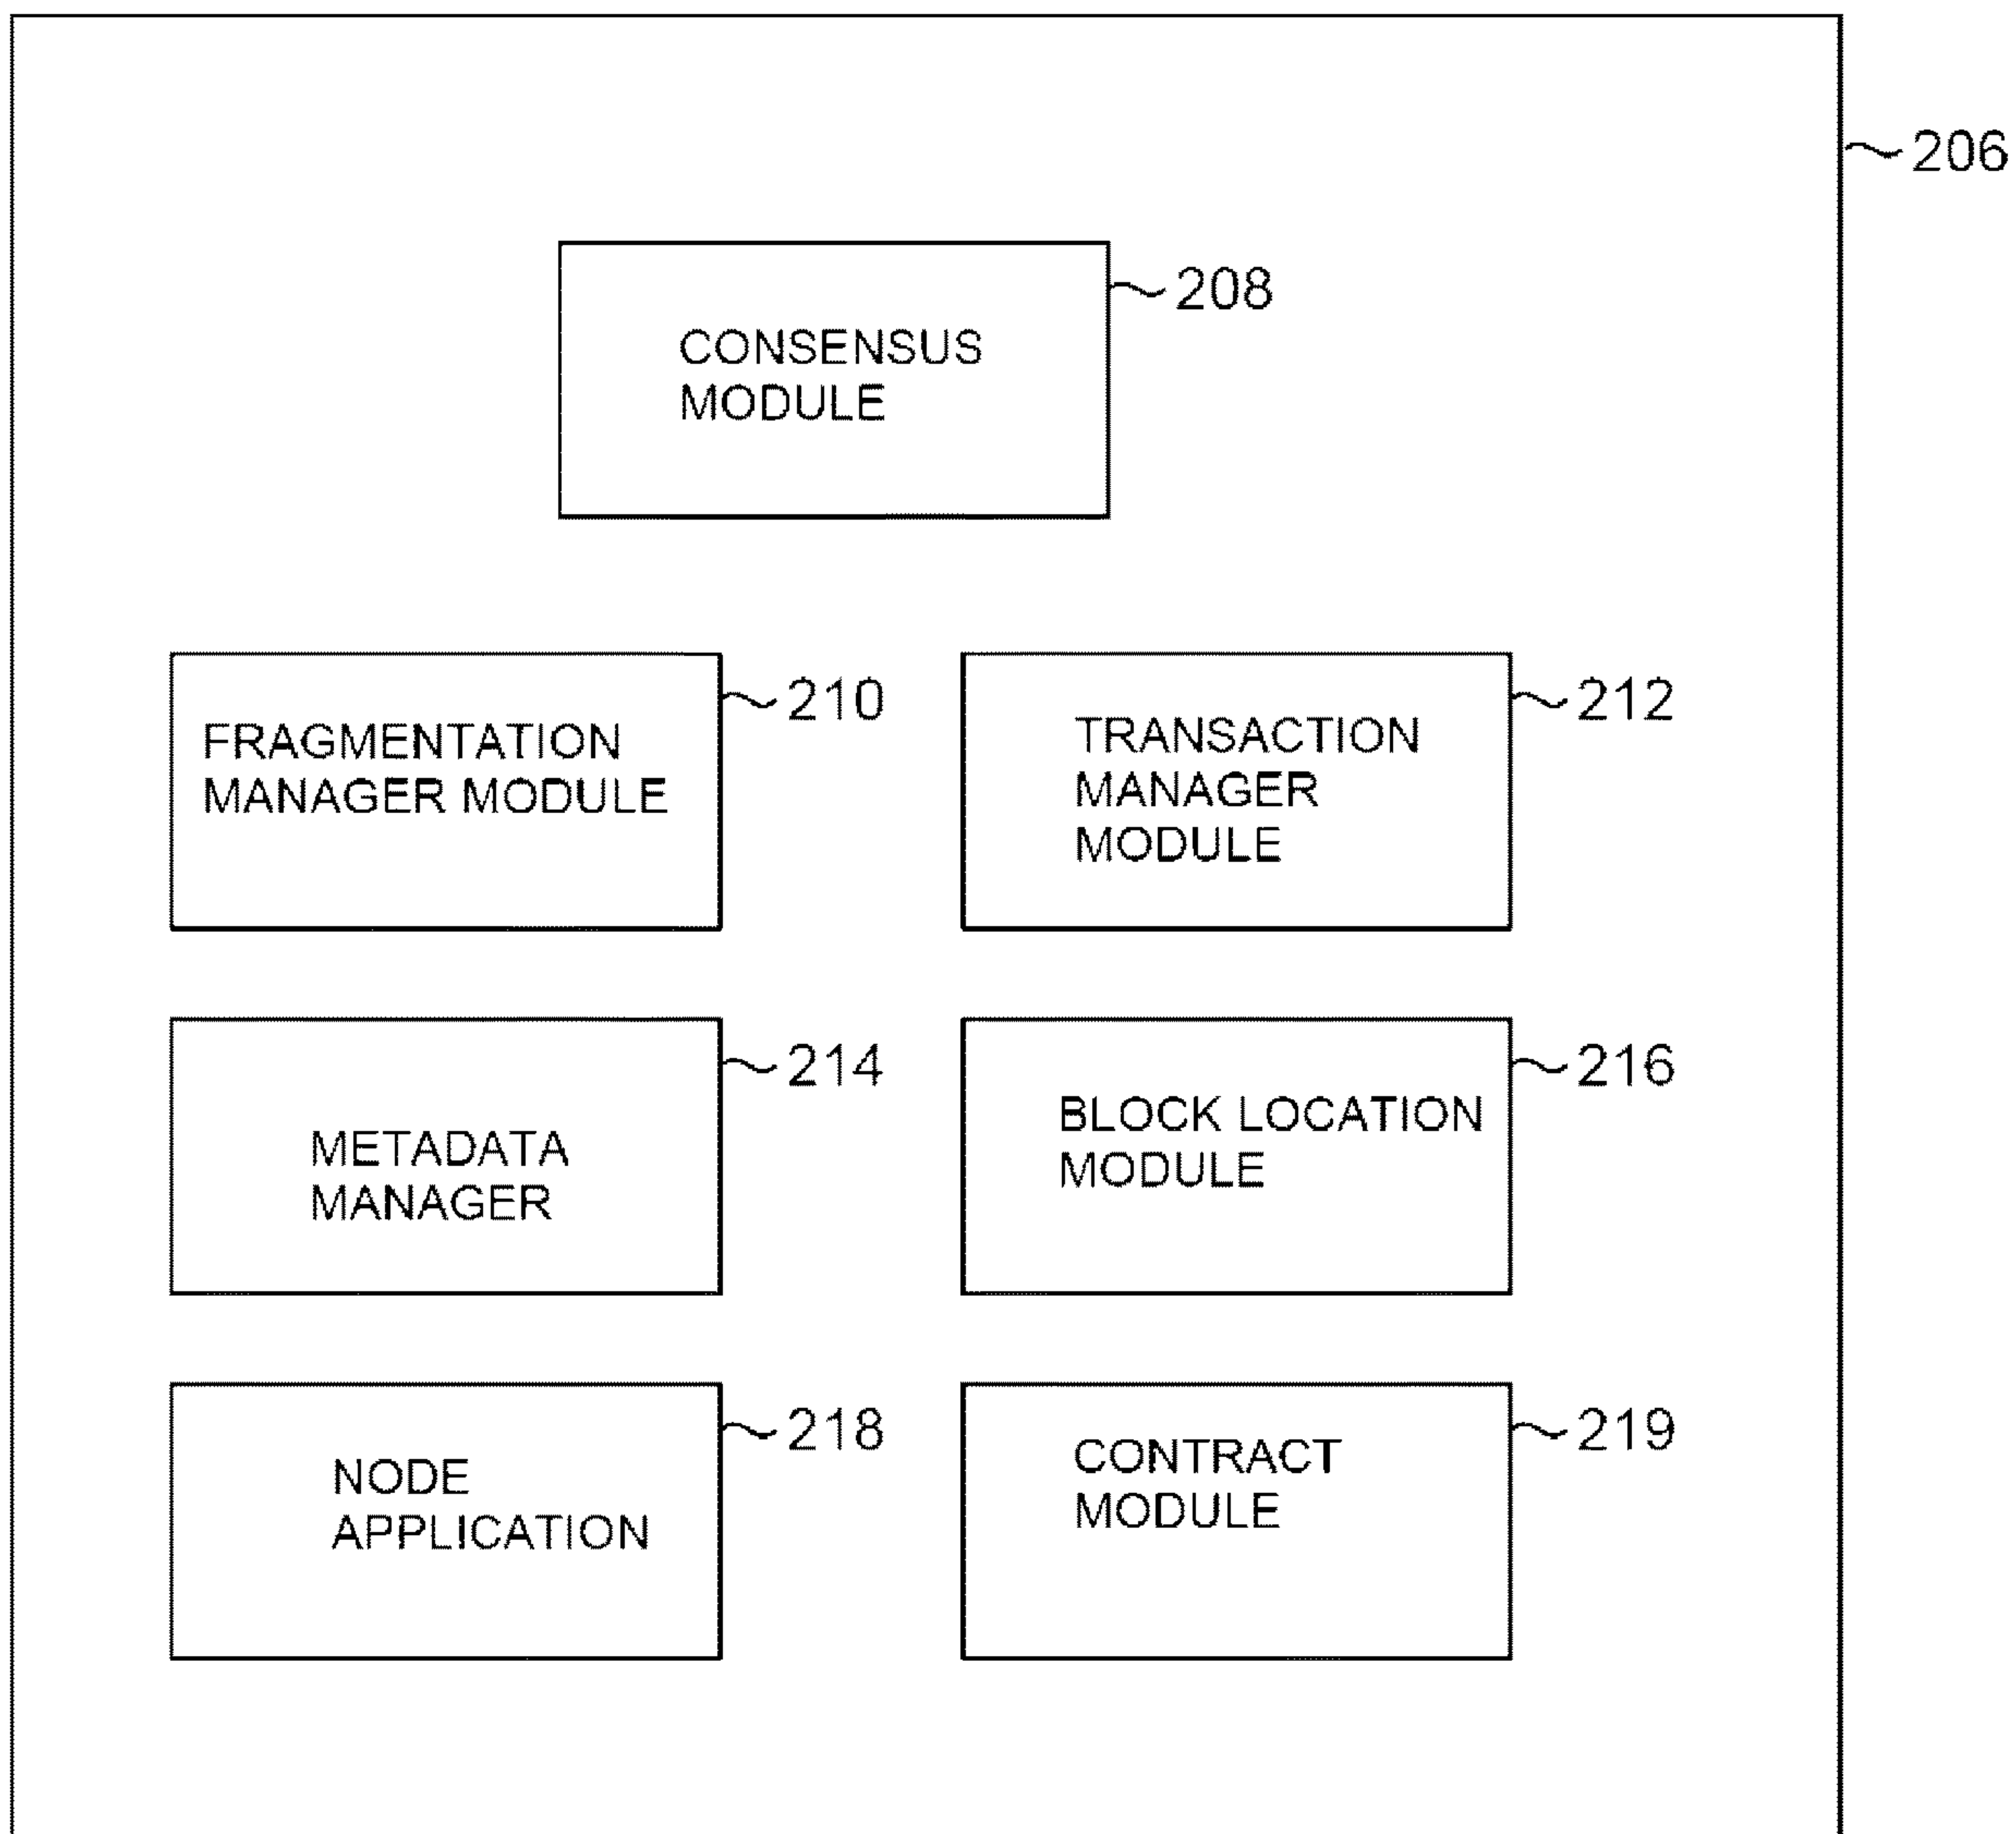 206
208
CONSENSUS
MODULE
210
FRAGMENTATION
MANAGER MODULE
212
TRANSACTION
MANAGER
MODULE
214
METADATA
MANAGER
216
BLOCK LOCATION
MODULE
218
NODE
APPLICATION
219
CONTRACT
MODULE